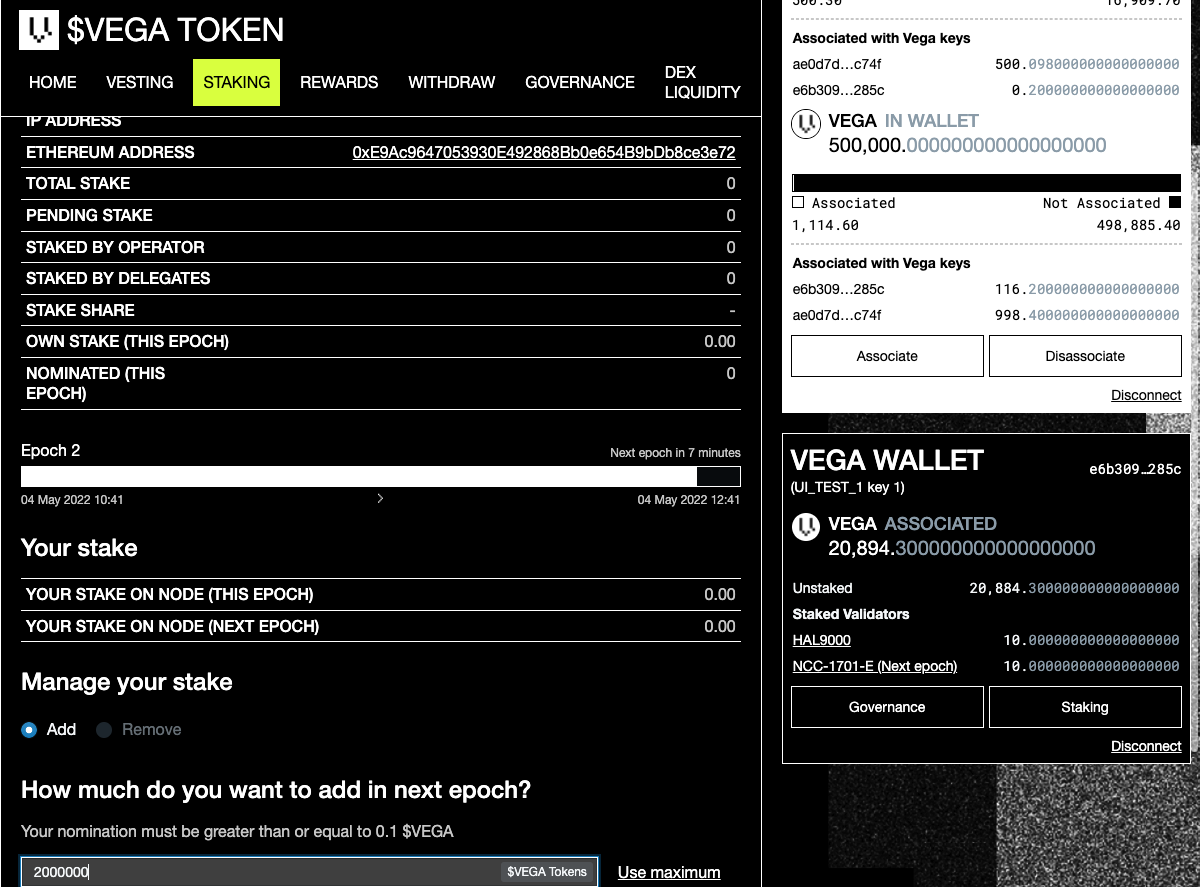 $VEGA TOKEN
HOME VESTING STAKING REWARDS WITHDRAW GOVERNANCE DEX LIQUIDITY
IP ADDRESS
ETHEREUM ADDRESS 0xE9Ac9647053930E492868Bb0e654B9bDb8ce3e72
TOTAL STAKE 0
PENDING STAKE 0
STAKED BY OPERATOR 0
STAKED BY DELEGATES 0
STAKE SHARE -
OWN STAKE (THIS EPOCH) 0.00
NOMINATED (THIS
EPOCH) 0
Epoch 2 Next epoch in 7 minutes
04 May 2022 10:41 04 May 2022 12:41
Your stake
YOUR STAKE ON NODE (THIS EPOCH) 0.00
YOUR STAKE ON NODE (NEXT EPOCH) 0.00
Manage your stake
Add Remove
How much do you want to add in next epoch?
Your nomination must be greater than or equal to 0.1 $VEGA
2000000 $VEGA Tokens Use maximum
500.30 16,909.70
Associated with Vega keys
ae0d7d…c74f 500.098000000000000000
e6b309…285c 0.200000000000000000
VEGA IN WALLET
500,000.000000000000000000
Associated Not Associated
1,114.60 498,885.40
Associated with Vega keys
e6b309…285c 116.200000000000000000
ae0d7d…c74f 998.400000000000000000
Associate Disassociate
Disconnect
VEGA WALLET e6b309…285c
(UI_TEST_1 key 1)
VEGA ASSOCIATED
20,894.300000000000000000
Unstaked 20,884.300000000000000000
Staked Validators
HAL9000 10.000000000000000000
NCC-1701-E (Next epoch) 10.000000000000000000
Governance Staking
Disconnect